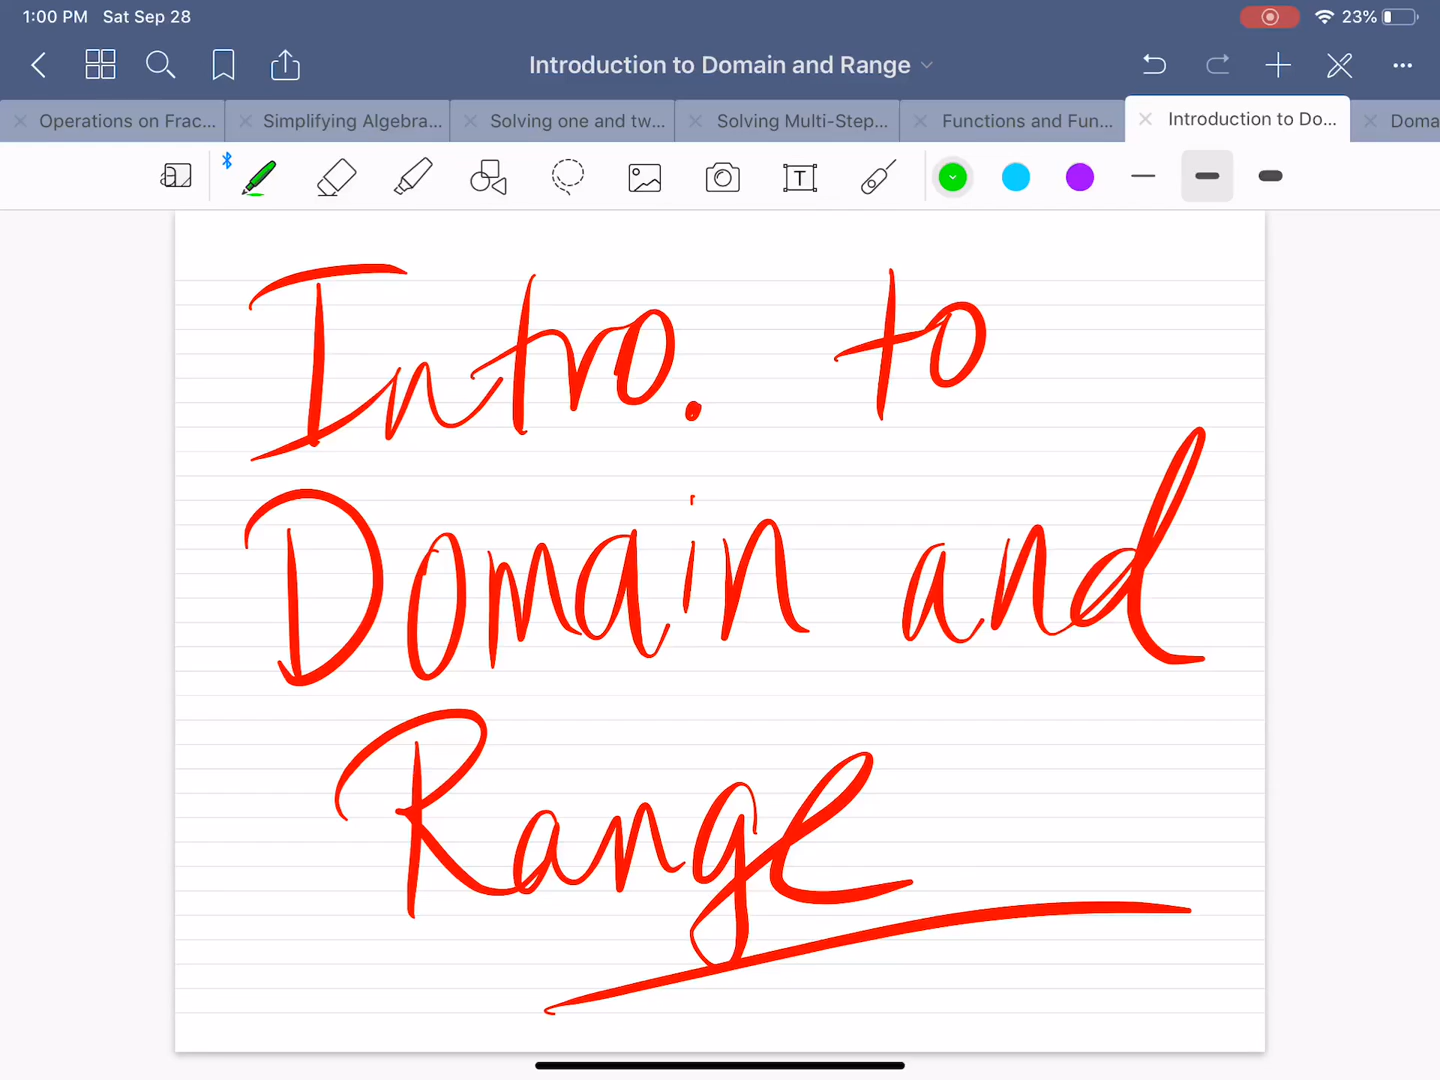 1:00 PM Sat Sep 28 23%
Introduction to Domain and Range
Operations on Frac... Simplifying Algebra... Solving one and tw... Solving Multi-Step... Functions and Fun... Introduction to Do... Doma
T
Intro. to
Domain and
Range